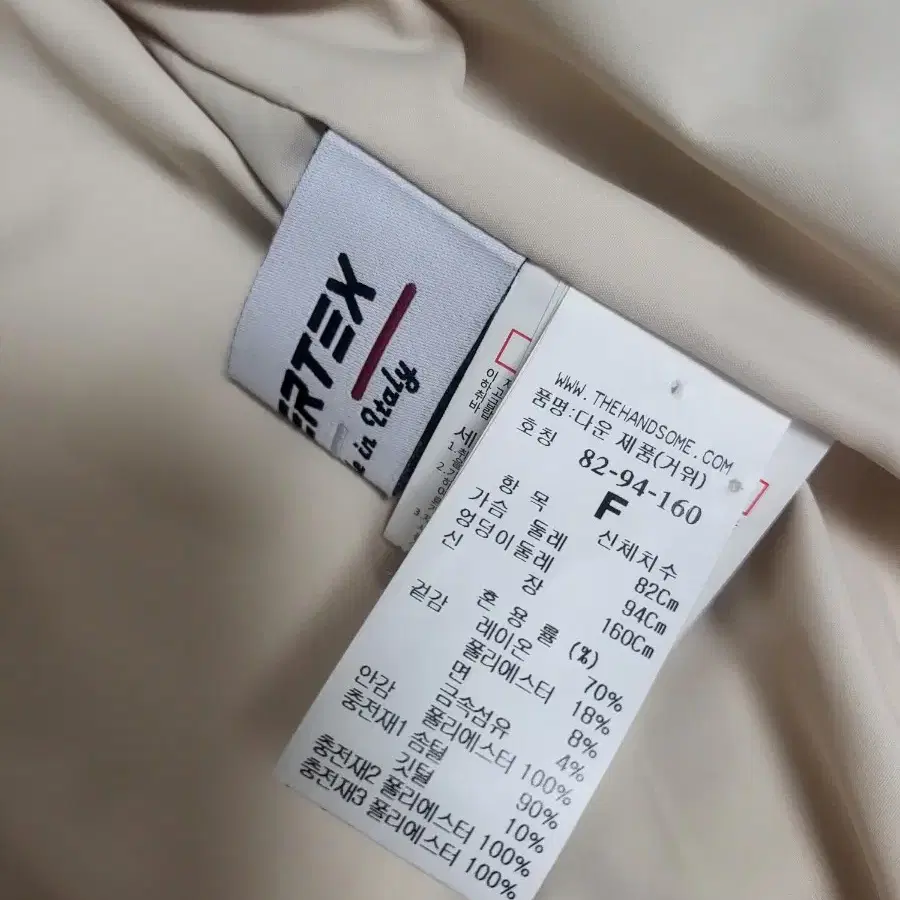 ERTEX
e in Italy
WWW.THEHANDSOME.COM
품명:다운 제품(거위)
호칭 82-94-160
F
항 목 신체치수
가슴 둘레 82Cm
엉덩이둘레 94Cm
신 장 160Cm
혼 용 률 (%)
겉감 레이온 70%
폴리에스터 18%
면 8%
금속섬유 4%
안감 폴리에스터 100%
충전재1 솜털 90%
깃털 10%
충전재2 폴리에스터 100%
충전재3 폴리에스터 100%